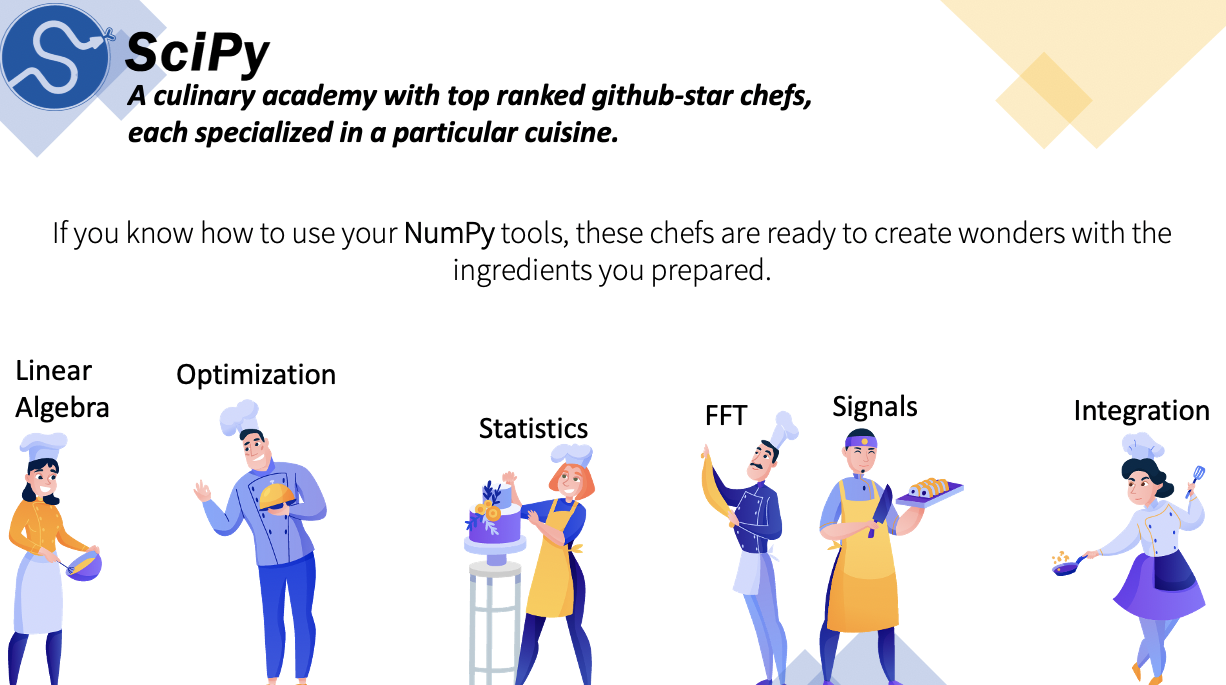 SciPy
A culinary academy with top ranked github-star chefs,
each specialized in a particular cuisine.
If you know how to use your NumPy tools, these chefs are ready to create wonders with the
ingredients you prepared.
Linear
Algebra
Optimization
Statistics
FFT
Signals
Integration